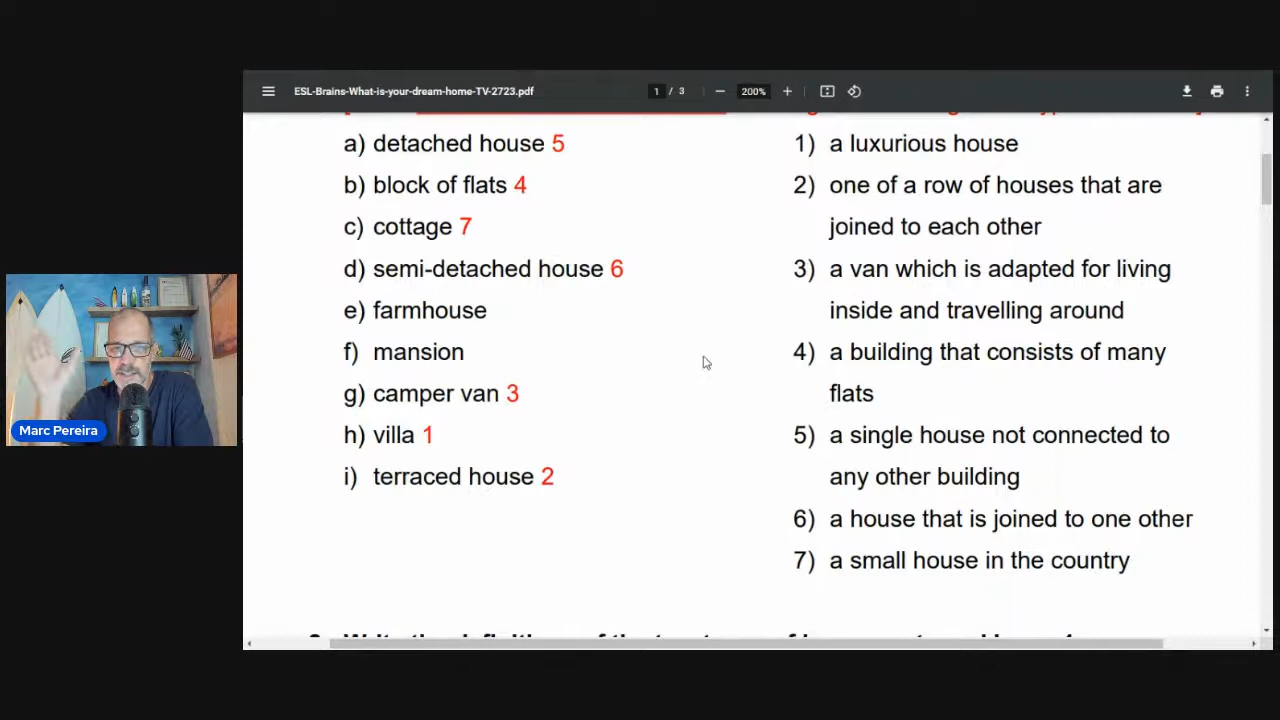 ESL-Brains-What-is-your-dream-home-TV-2723.pdf
1 / 3
200%
a) detached house 5
b) block of flats 4
c) cottage 7
d) semi-detached house 6
e) farmhouse
f) mansion
g) camper van 3
h) villa 1
i) terraced house 2
1) a luxurious house
2) one of a row of houses that are
joined to each other
3) a van which is adapted for living
inside and travelling around
4) a building that consists of many
flats
5) a single house not connected to
any other building
6) a house that is joined to one other
7) a small house in the country
Marc Pereira